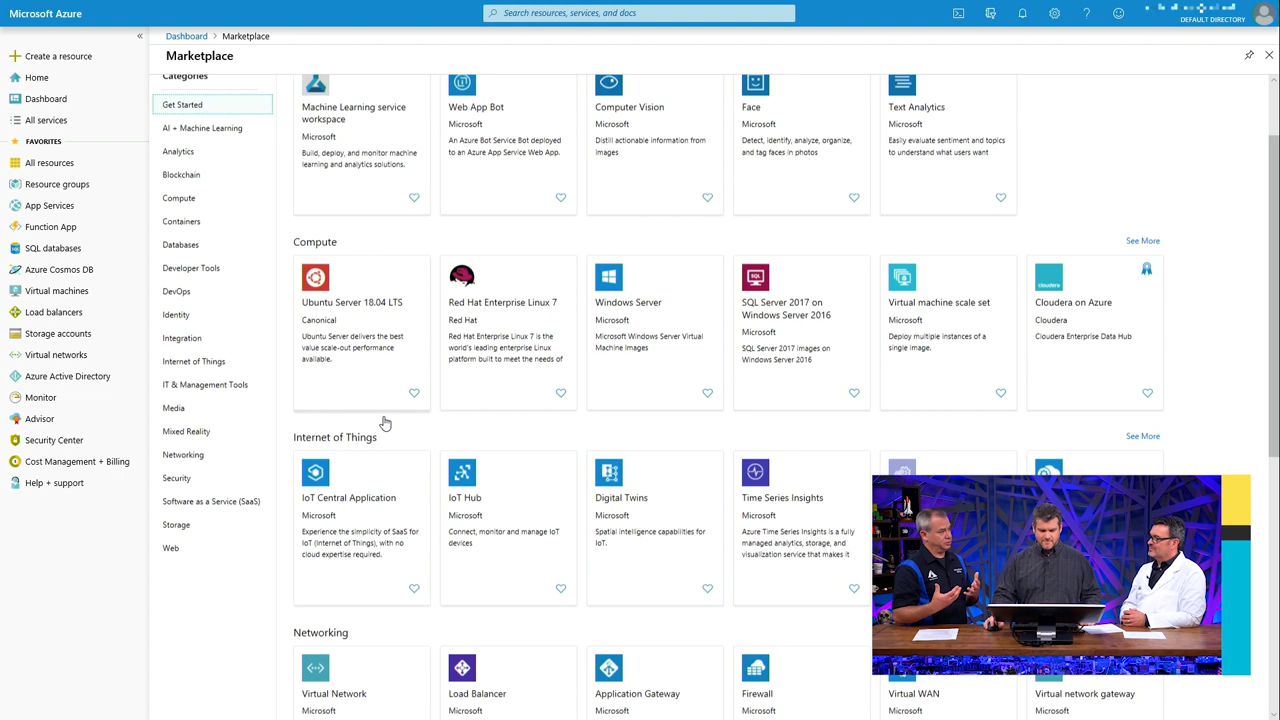 Microsoft Azure
Search resources, services, and docs
DEFAULT DIRECTORY
Create a resource
Home
Dashboard
All services
FAVORITES
All resources
Resource groups
App Services
Function App
SQL databases
Azure Cosmos DB
Virtual machines
Load balancers
Storage accounts
Virtual networks
Azure Active Directory
Monitor
Advisor
Security Center
Cost Management + Billing
Help + support
Dashboard > Marketplace
Marketplace
Categories
Get Started
AI + Machine Learning
Analytics
Blockchain
Compute
Containers
Databases
Developer Tools
DevOps
Identity
Integration
Internet of Things
IT & Management Tools
Media
Mixed Reality
Networking
Security
Software as a Service (SaaS)
Storage
Web
Machine Learning service
workspace
Microsoft
Build, deploy, and monitor machine
learning and analytics solutions.
Web App Bot
Microsoft
An Azure Bot Service Bot deployed
to an Azure App Service Web App.
Computer Vision
Microsoft
Distill actionable information from
images
Face
Microsoft
Detect, identify, analyze, organize,
and tag faces in photos
Text Analytics
Microsoft
Easily evaluate sentiment and topics
to understand what users want
Compute
See More
Ubuntu Server 18.04 LTS
Canonical
Ubuntu Server delivers the best
value scale-out performance
available.
Red Hat Enterprise Linux 7
Red Hat
Red Hat Enterprise Linux 7 is the
world's leading enterprise Linux
platform built to meet the needs of
Windows Server
Microsoft
Microsoft Windows Server Virtual
Machine images
SQL
SQL Server 2017 on
Windows Server 2016
Microsoft
SQL Server 2017 images on
Windows Server 2016
Virtual machine scale set
Microsoft
Deploy multiple instances of a
single image.
cloudera
Cloudera on Azure
Cloudera
Cloudera Enterprise Data Hub
Internet of Things
See More
IoT Central Application
Microsoft
Experience the simplicity of SaaS for
IoT (Internet of Things), with no
cloud expertise required.
IoT Hub
Microsoft
Connect, monitor and manage IoT
devices
Digital Twins
Microsoft
Spatial intelligence capabilities for
IoT.
Time Series Insights
Microsoft
Azure Time Series Insights is a fully
managed analytics, storage, and
visualization service that makes it
Networking
Virtual Network
Microsoft
Load Balancer
Microsoft
Application Gateway
Microsoft
Firewall
Microsoft
Virtual WAN
Microsoft
Virtual network gateway
Microsoft